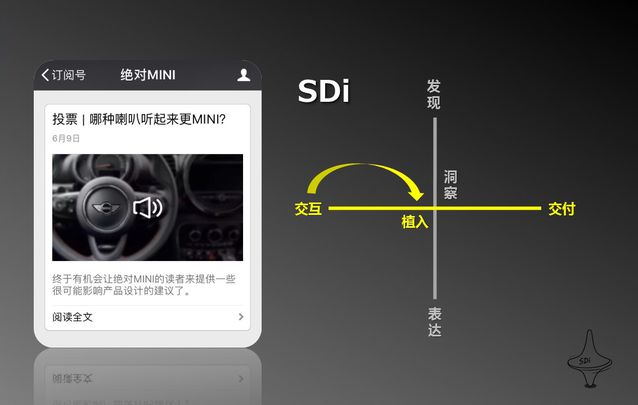 订阅号
绝对MINI
投票 | 哪种喇叭听起来更MINI?
6月9日
终于有机会让绝对MINI的读者来提供一些
很可能影响产品设计的建议了。
阅读全文
SDi
发现
洞察
交互
植入
交付
表达
SDi